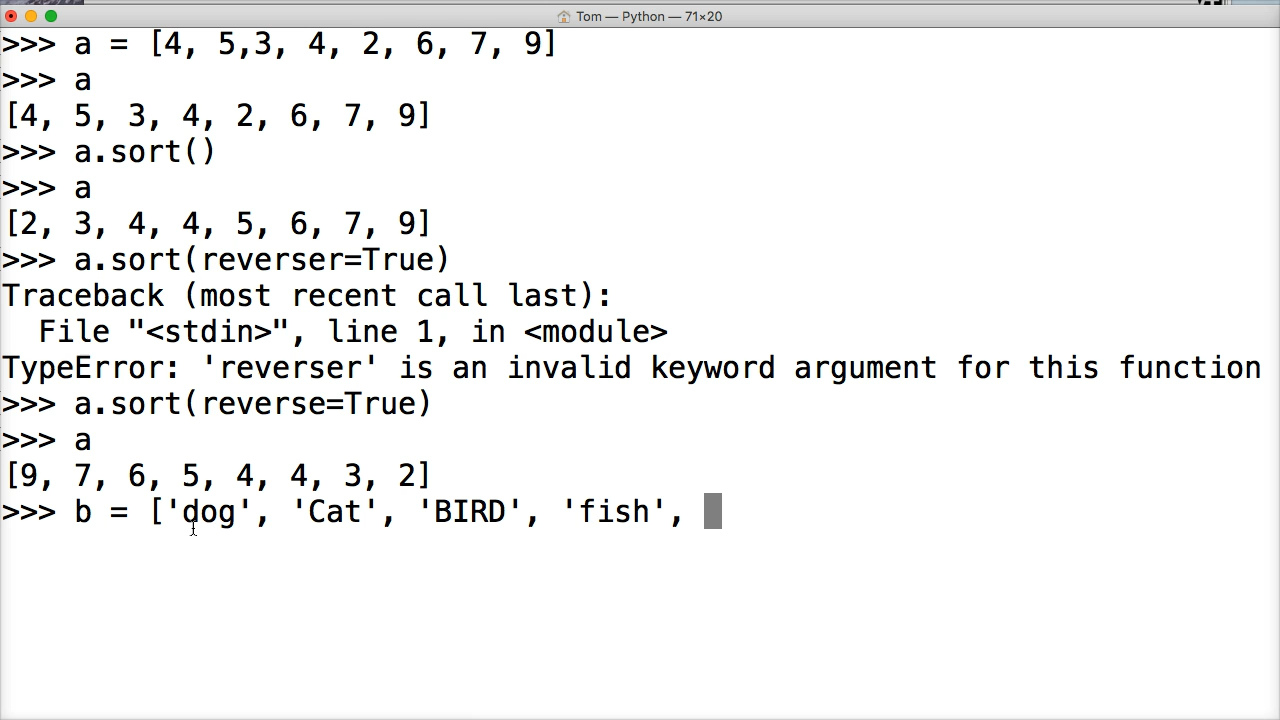 Tom — Python — 71×20
>>> a = [4, 5,3, 4, 2, 6, 7, 9]
>>> a
[4, 5, 3, 4, 2, 6, 7, 9]
>>> a.sort()
>>> a
[2, 3, 4, 4, 5, 6, 7, 9]
>>> a.sort(reverser=True)
Traceback (most recent call last):
  File "<stdin>", line 1, in <module>
TypeError: 'reverser' is an invalid keyword argument for this function
>>> a.sort(reverse=True)
>>> a
[9, 7, 6, 5, 4, 4, 3, 2]
>>> b = ['dog', 'Cat', 'BIRD', 'fish',